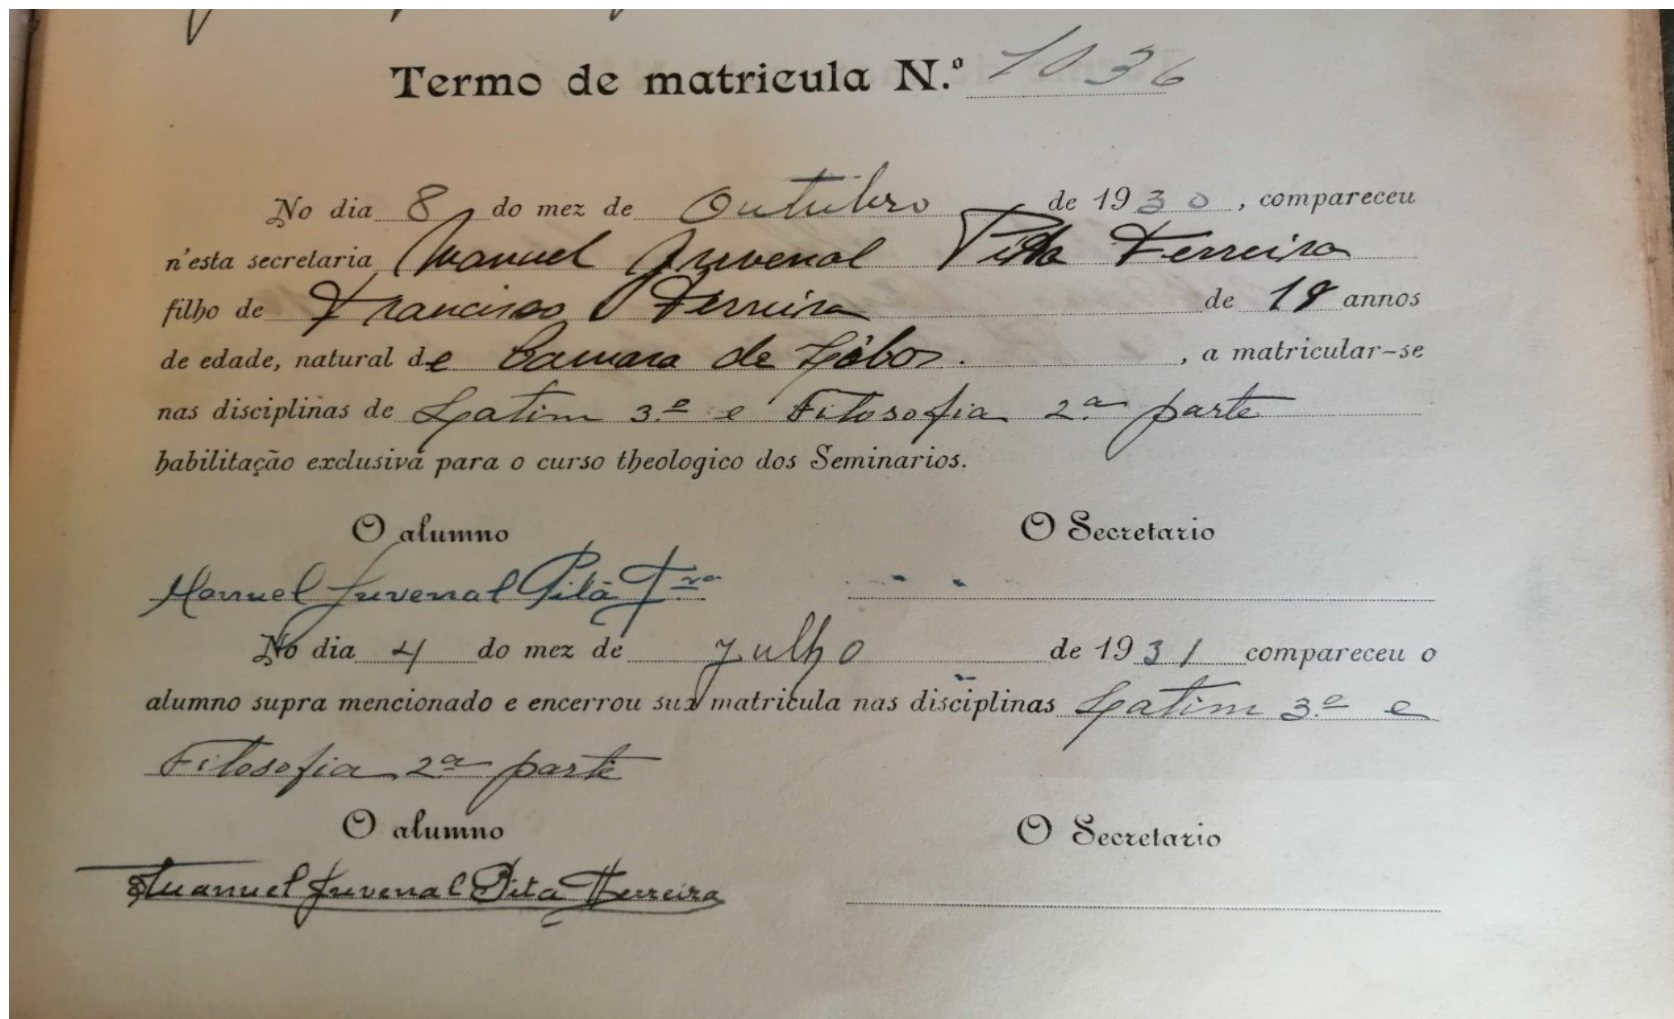 Termo de matricula N.º 1036
No dia 8 do mez de Outubro de 1930, compareceu
n'esta secretaria Manuel Juvenal Pita Ferreira
filho de Francisco Ferreira de 18 annos
de edade, natural de Camara de Lôbos. , a matricular-se
nas disciplinas de Latim 3.º e Filosofia 2.ª parte
habilitação exclusiva para o curso theologico dos Seminarios.
O alumno O Secretario
Manuel Juvenal Pita Frra
No dia 4 do mez de julho de 1931 compareceu o
alumno supra mencionado e encerrou sua matricula nas disciplinas Latim 3.º e
Filosofia 2ª parte
O alumno O Secretario
Manuel Juvenal Pita Ferreira